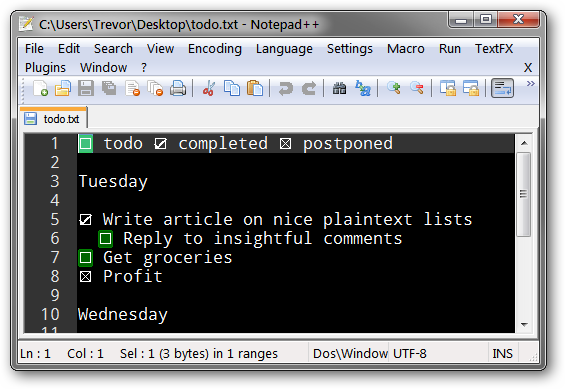 C:\Users\Trevor\Desktop\todo.txt - Notepad++
File Edit Search View Encoding Language Settings Macro Run TextFX
Plugins Window ? X
todo.txt
1 ☐ todo ☑ completed ☒ postponed
2
3 Tuesday
4
5 ☑ Write article on nice plaintext lists
6 ☐ Reply to insightful comments
7 ☐ Get groceries
8 ☒ Profit
9
10 Wednesday
11
Ln : 1 Col : 1 Sel : 1 (3 bytes) in 1 ranges Dos\Window UTF-8 INS